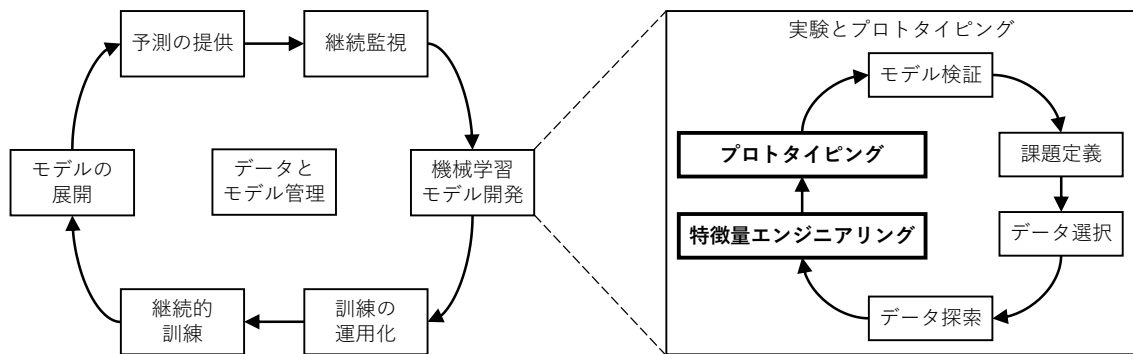 予測の提供
継続監視
モデルの
展開
データと
モデル管理
機械学習
モデル開発
継続的
訓練
訓練の
運用化
実験とプロトタイピング
モデル検証
プロトタイピング
課題定義
特徴量エンジニアリング
データ選択
データ探索